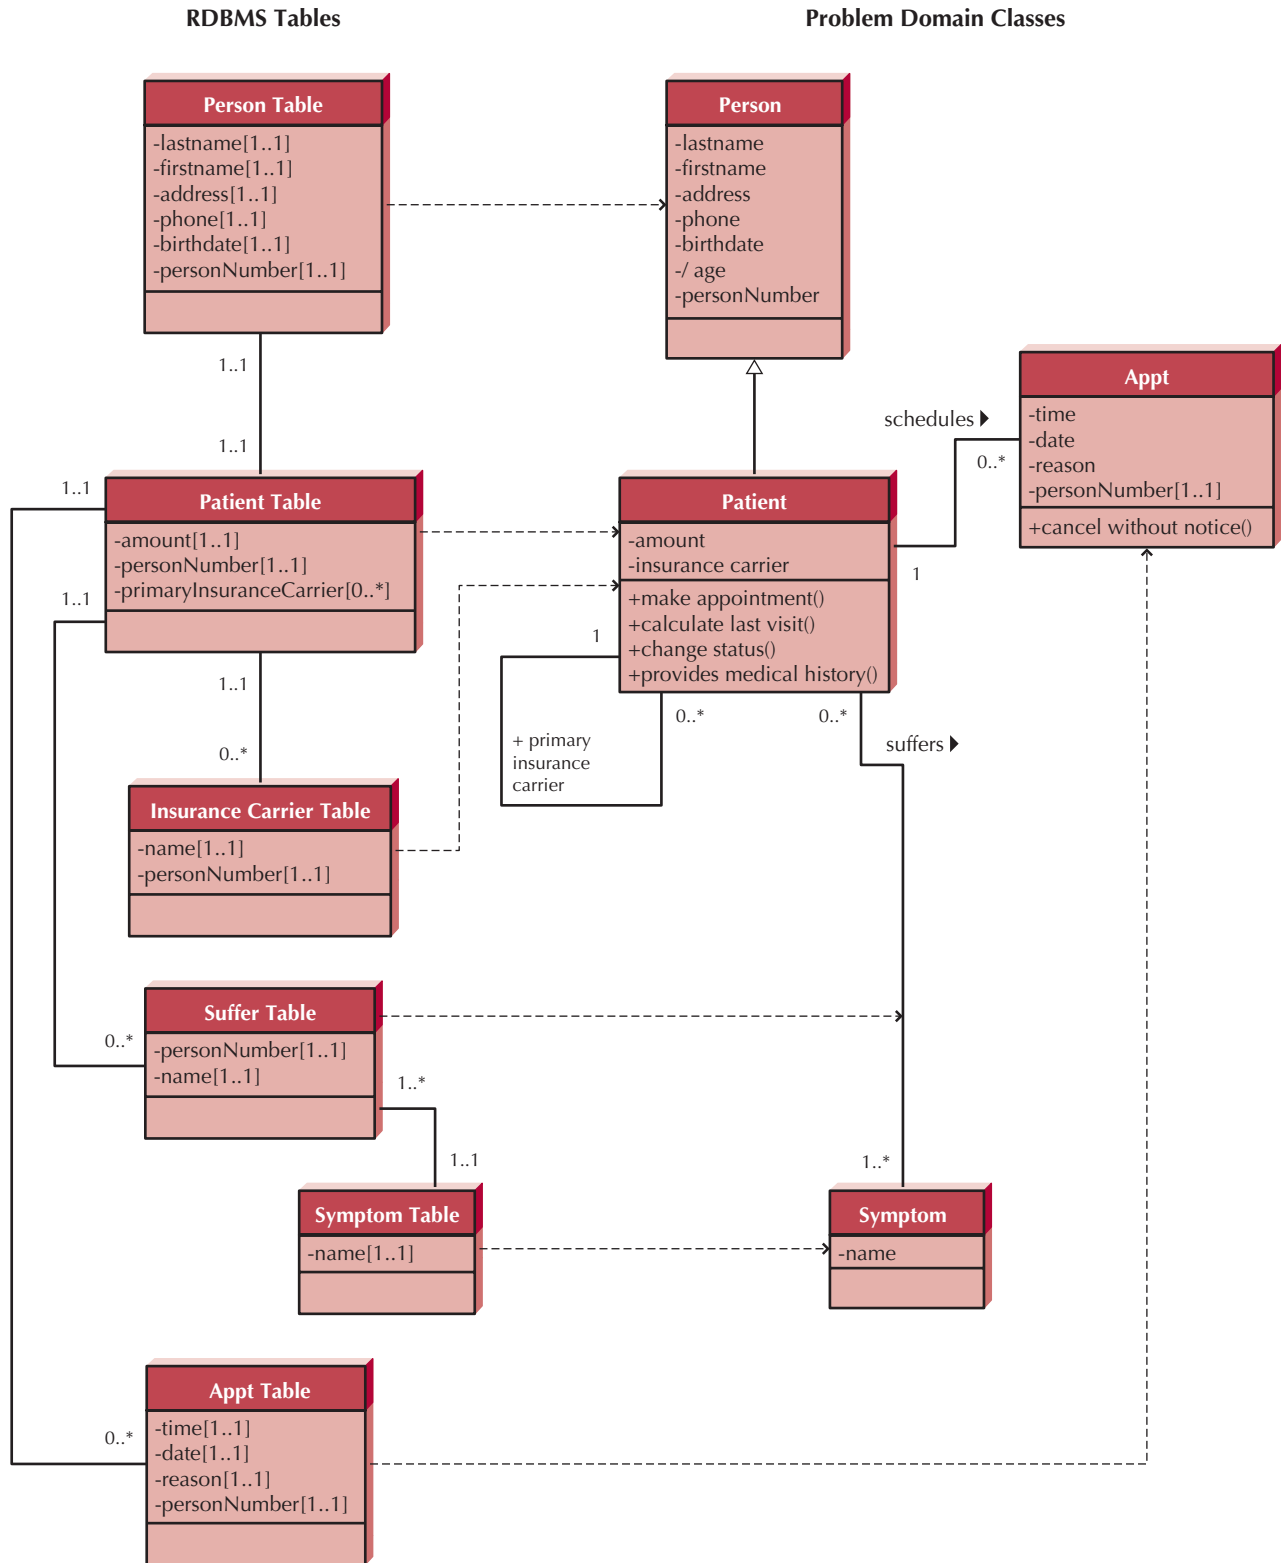 RDBMS Tables
Problem Domain Classes
Person Table
-lastname[1..1]
-firstname[1..1]
-address[1..1]
-phone[1..1]
-birthdate[1..1]
-personNumber[1..1]
Person
-lastname
-firstname
-address
-phone
-birthdate
-/ age
-personNumber
1..1
1..1
Appt
-time
-date
-reason
-personNumber[1..1]
+cancel without notice()
schedules
0..*
1
1..1
Patient Table
-amount[1..1]
-personNumber[1..1]
-primaryInsuranceCarrier[0..*]
1..1
Patient
-amount
-insurance carrier
+make appointment()
+calculate last visit()
+change status()
+provides medical history()
1
0..*
+ primary
insurance
carrier
0..*
suffers
1..1
0..*
Insurance Carrier Table
-name[1..1]
-personNumber[1..1]
Suffer Table
-personNumber[1..1]
-name[1..1]
0..*
1..*
1..1
1..*
Symptom Table
-name[1..1]
Symptom
-name
Appt Table
-time[1..1]
-date[1..1]
-reason[1..1]
-personNumber[1..1]
0..*